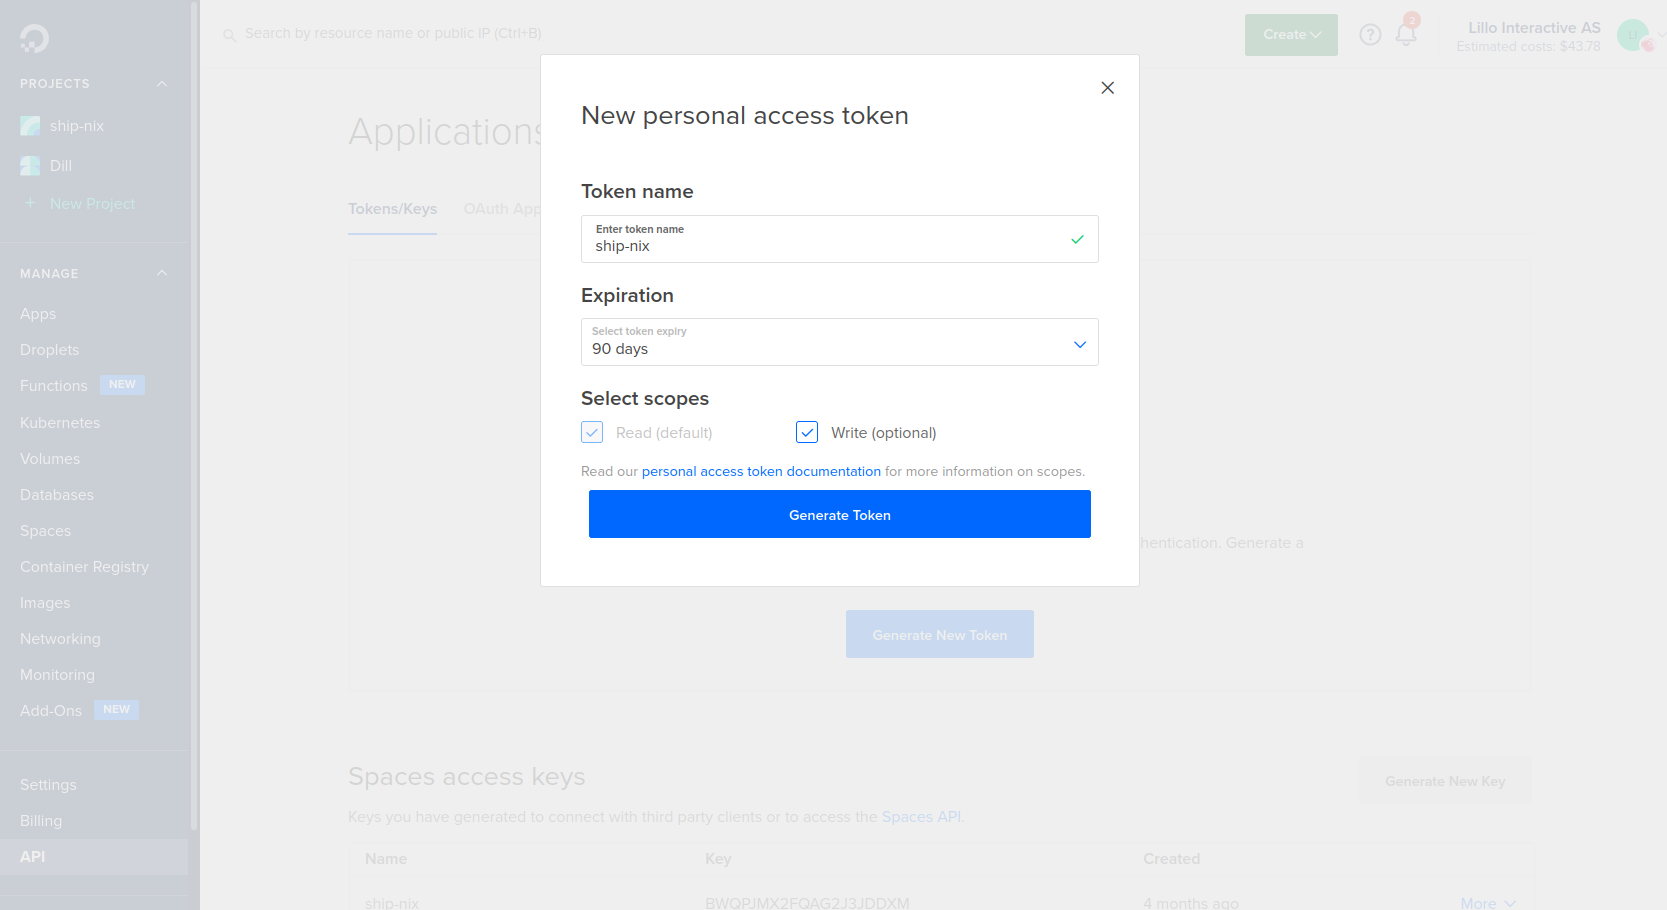 Search by resource name or public IP (Ctrl+B)
Create
?
2
Lillo Interactive AS
Estimated costs: $43.78
LI
PROJECTS
ship-nix
Dill
+ New Project
MANAGE
Apps
Droplets
Functions NEW
Kubernetes
Volumes
Databases
Spaces
Container Registry
Images
Networking
Monitoring
Add-Ons NEW
Settings
Billing
API
Applications
Tokens/Keys OAuth App
New personal access token
Token name
Enter token name
ship-nix
Expiration
Select token expiry
90 days
Select scopes
Read (default) Write (optional)
Read our personal access token documentation for more information on scopes.
Generate Token
hentication. Generate a
Generate New Token
Spaces access keys
Generate New Key
Keys you have generated to connect with third party clients or to access the Spaces API.
Name Key Created
ship-nix BWQPJMX2FQAG2J3JDDXM 4 months ago More